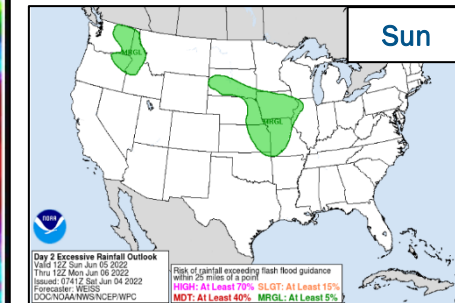 Sun
MRGL
MRGL
NOAA
Day 2 Excessive Rainfall Outlook
Valid 12Z Sun Jun 05 2022
Thru 12Z Mon Jun 06 2022
Issued: 0741Z Sat Jun 04 2022
Forecaster: WEISS
DOC/NOAA/NWS/NCEP/WPC
Risk of rainfall exceeding flash flood guidance
within 25 miles of a point
HIGH: At Least 70% SLGT: At Least 15%
MDT: At Least 40% MRGL: At Least 5%